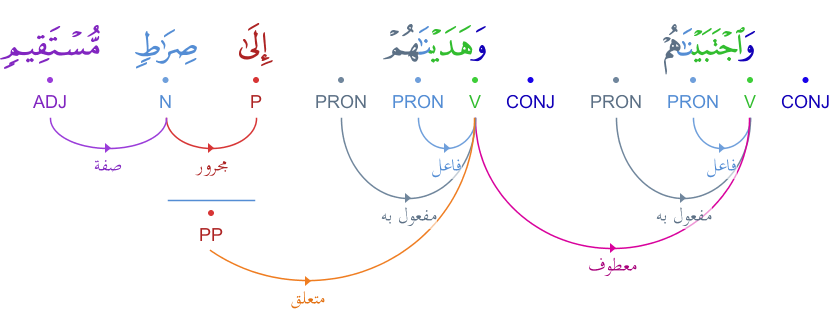 وَٱجْتَبَيْنَـٰهُمْ وَهَدَيْنَـٰهُمْ إِلَىٰ صِرَٰطٍ مُّسْتَقِيمٍ
CONJ V PRON PRON CONJ V PRON PRON P N ADJ
فاعل فاعل مجرور صفة
مفعول به مفعول به
PP
معطوف
متعلق